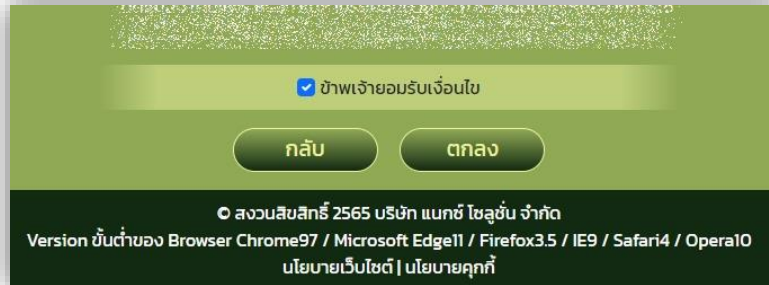 ข้าพเจ้ายอมรับเงื่อนไข
กลับ
ตกลง
© สงวนสิขสิทธิ์ 2565 บริษัท แนกซ์ โซลูชั่น จำกัด
Version ขั้นต่ำของ Browser Chrome97 / Microsoft Edge11 / Firefox3.5 / IE9 / Safari4 / Opera10
นโยบายเว็บไซต์ | นโยบายคุกกี้